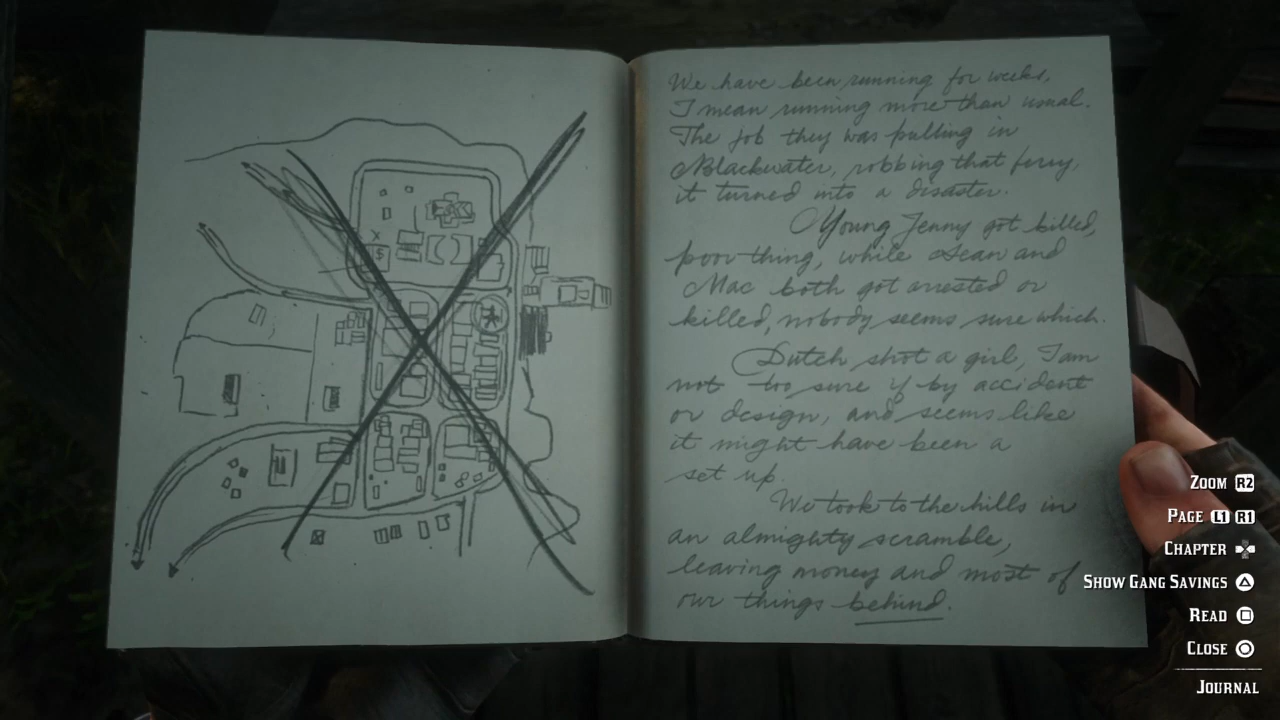 We have been running for weeks,
I mean running more than usual.
The job they was pulling in
Blackwater, robbing that ferry,
it turned into a disaster.
Young Jenny got killed,
poor thing, while Sean and
Mac both got arrested or
killed, nobody seems sure which.
Dutch shot a girl, I am
not too sure if by accident
or design, and seems like
it might have been a
set up.
We took to the hills in
an almighty scramble,
leaving money and most of
our things behind.
ZOOM R2
PAGE L1 R1
CHAPTER
SHOW GANG SAVINGS
READ
CLOSE
JOURNAL